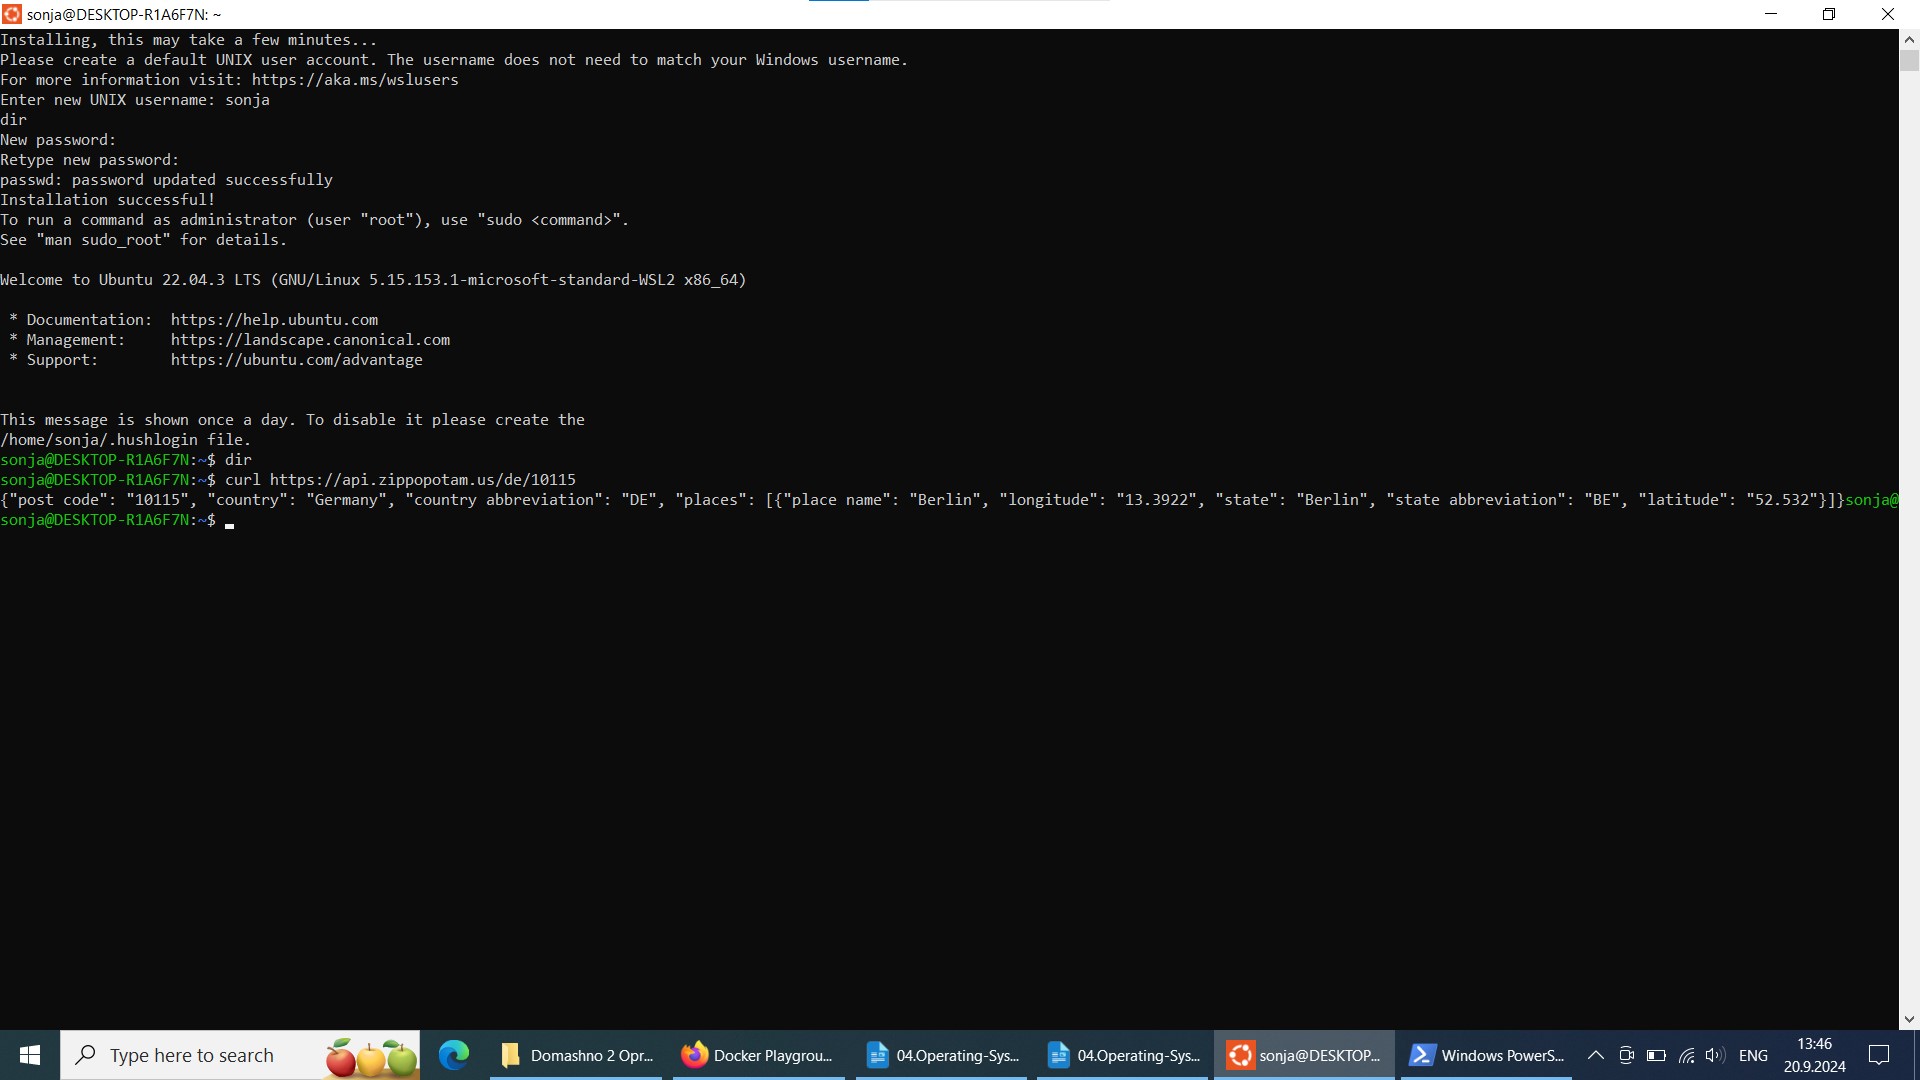 sonja@DESKTOP-R1A6F7N: ~
Installing, this may take a few minutes...
Please create a default UNIX user account. The username does not need to match your Windows username.
For more information visit: https://aka.ms/wslusers
Enter new UNIX username: sonja
dir
New password:
Retype new password:
passwd: password updated successfully
Installation successful!
To run a command as administrator (user "root"), use "sudo <command>".
See "man sudo_root" for details.
Welcome to Ubuntu 22.04.3 LTS (GNU/Linux 5.15.153.1-microsoft-standard-WSL2 x86_64)
* Documentation:  https://help.ubuntu.com
* Management:     https://landscape.canonical.com
* Support:        https://ubuntu.com/advantage
This message is shown once a day. To disable it please create the
/home/sonja/.hushlogin file.
sonja@DESKTOP-R1A6F7N:~$ dir
sonja@DESKTOP-R1A6F7N:~$ curl https://api.zippopotam.us/de/10115
{"post code": "10115", "country": "Germany", "country abbreviation": "DE", "places": [{"place name": "Berlin", "longitude": "13.3922", "state": "Berlin", "state abbreviation": "BE", "latitude": "52.532"}]}sonja@
sonja@DESKTOP-R1A6F7N:~$
Type here to search
Domashno 2 Opr...
Docker Playgrou...
04.Operating-Sys...
04.Operating-Sys...
sonja@DESKTOP...
Windows PowerS...
ENG
13:46
20.9.2024